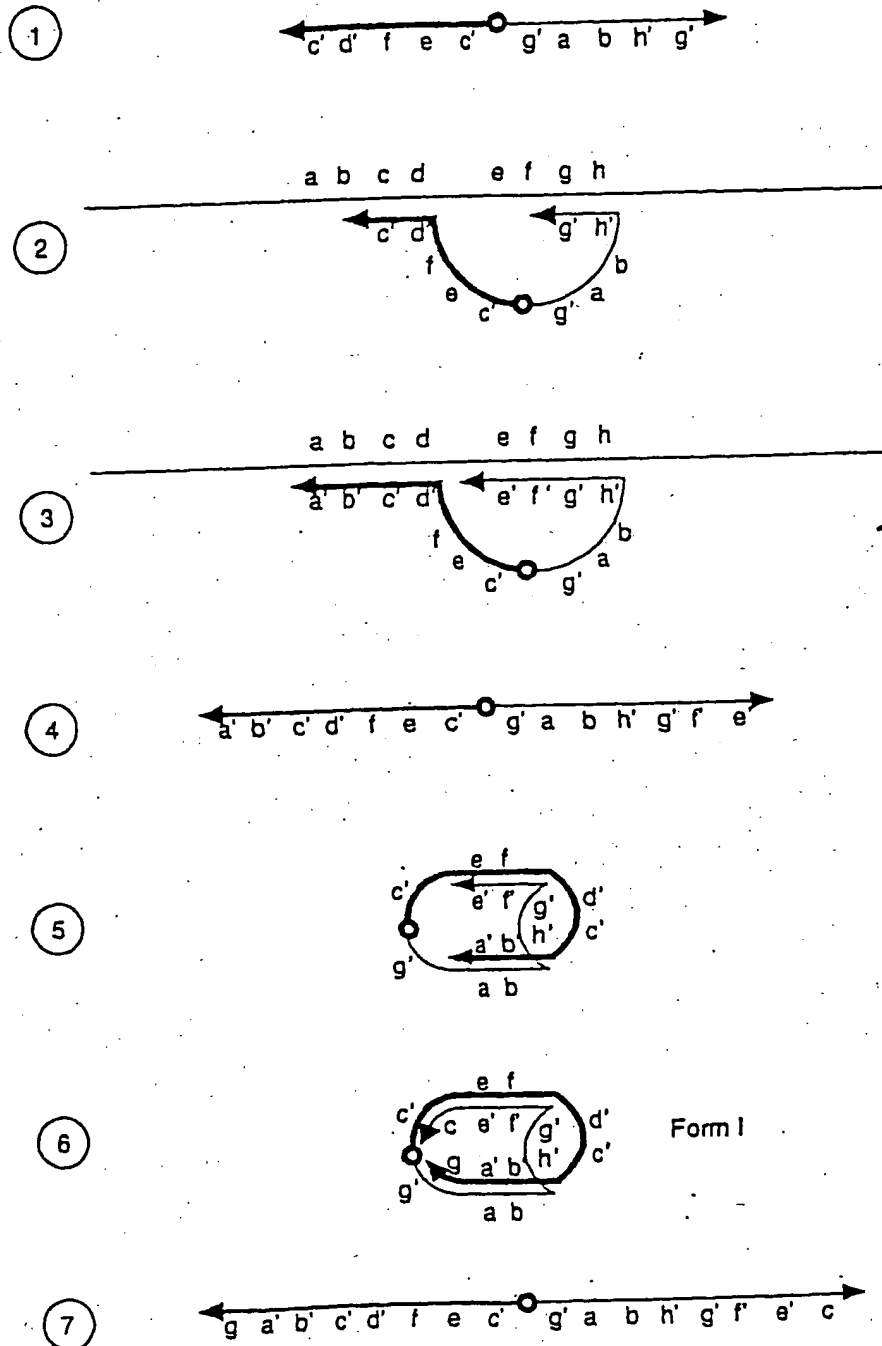 1
c' d' f e c' g' a b h' g'
a b c d e f g h
2
c' d' g' h'
f b
e a
c' g'
a b c d e f g h
3
a' b' c' d' e' f' g' h'
f b
e a
c' g'
4
a' b' c' d' f e c' g' a b h' g' f' e'
e f
c' e' f' g' d'
5
a' b' h' c'
g'
a b
e f
c' d'
c e' f' g'
6
Form I
g a' b' h' c'
g'
a b
7
g a' b' c' d' f e c' g' a b h' g' f' e' c